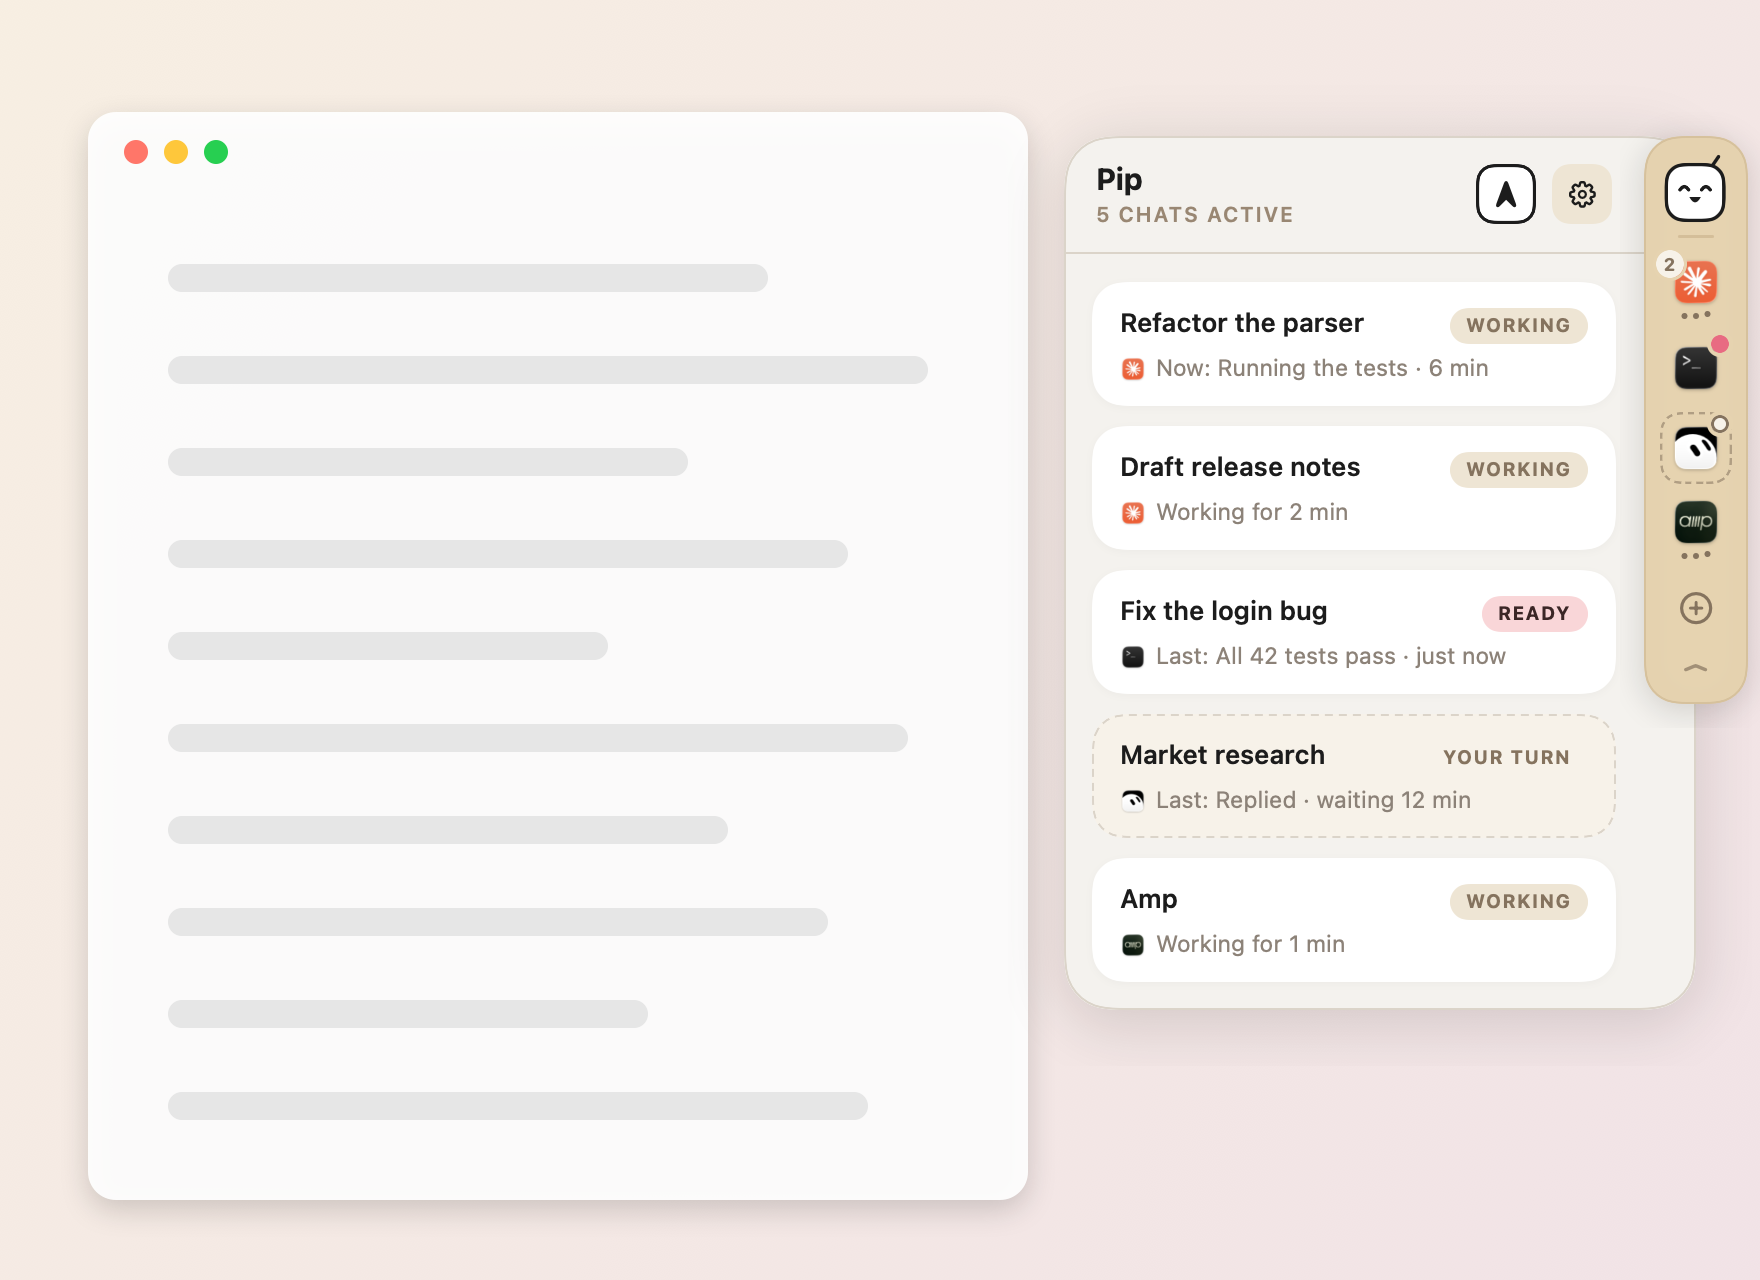 Pip
5 CHATS ACTIVE
Refactor the parser
WORKING
Now: Running the tests · 6 min
Draft release notes
WORKING
Working for 2 min
Fix the login bug
READY
Last: All 42 tests pass · just now
Market research
YOUR TURN
Last: Replied · waiting 12 min
Amp
WORKING
Working for 1 min
2
>_
amp